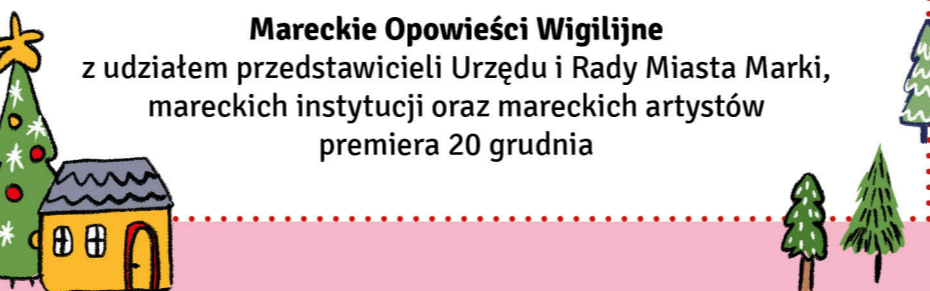 Mareckie Opowieści Wigilijne
z udziałem przedstawicieli Urzędu i Rady Miasta Marki,
mareckich instytucji oraz mareckich artystów
premiera 20 grudnia